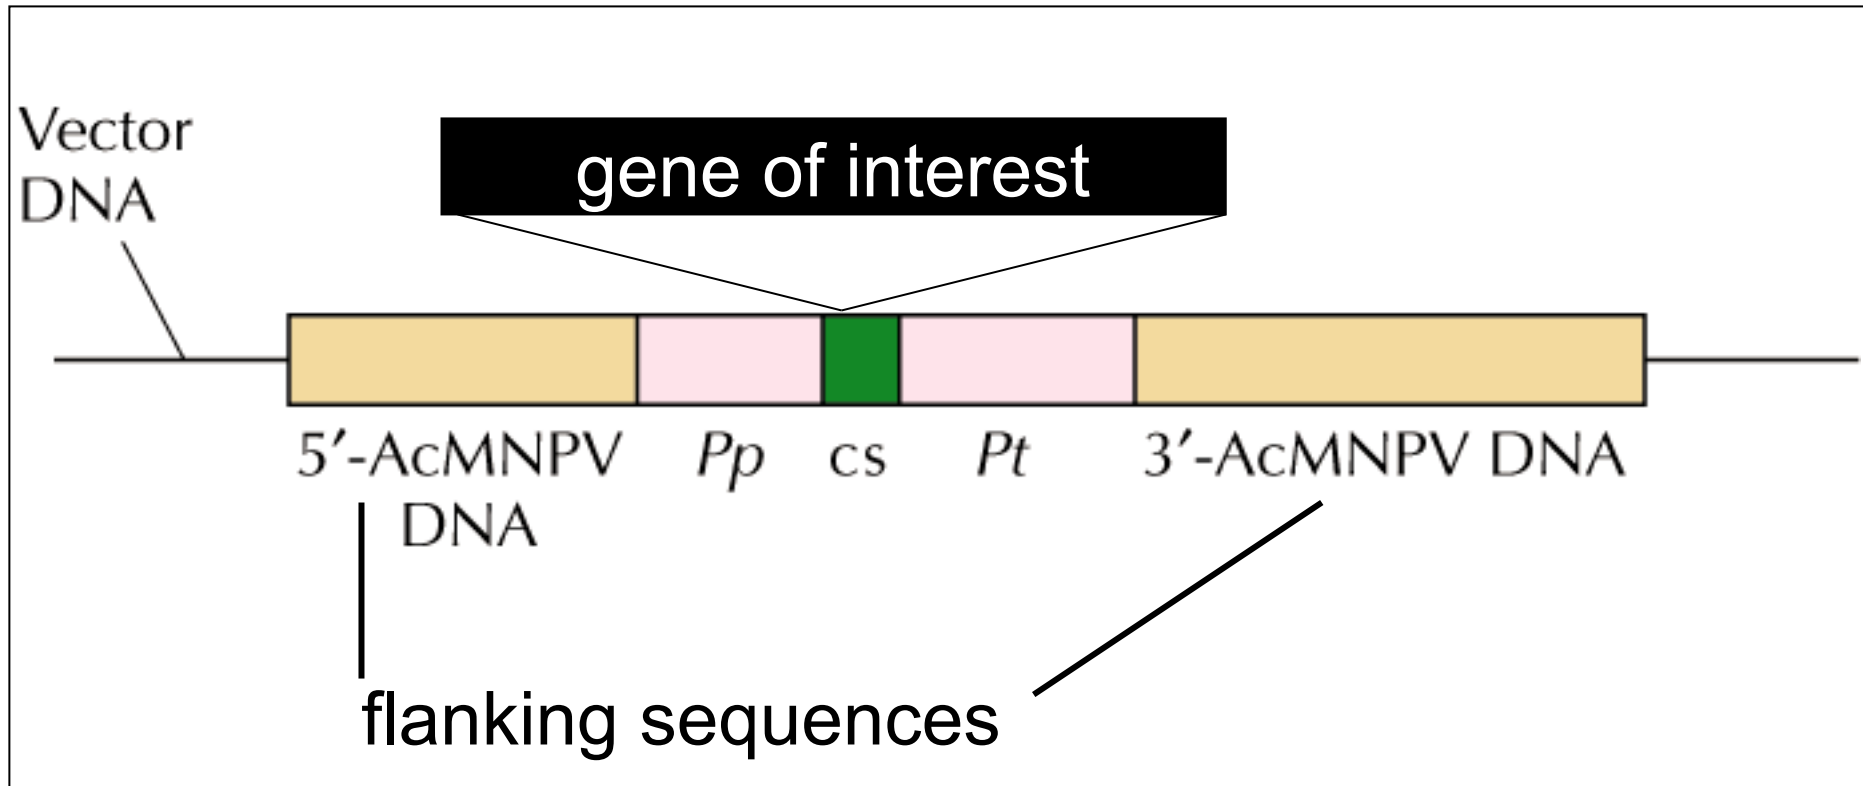 Vector
DNA
gene of interest
5′-AcMNPV
DNA
Pp
cs
Pt
3′-AcMNPV DNA
flanking sequences